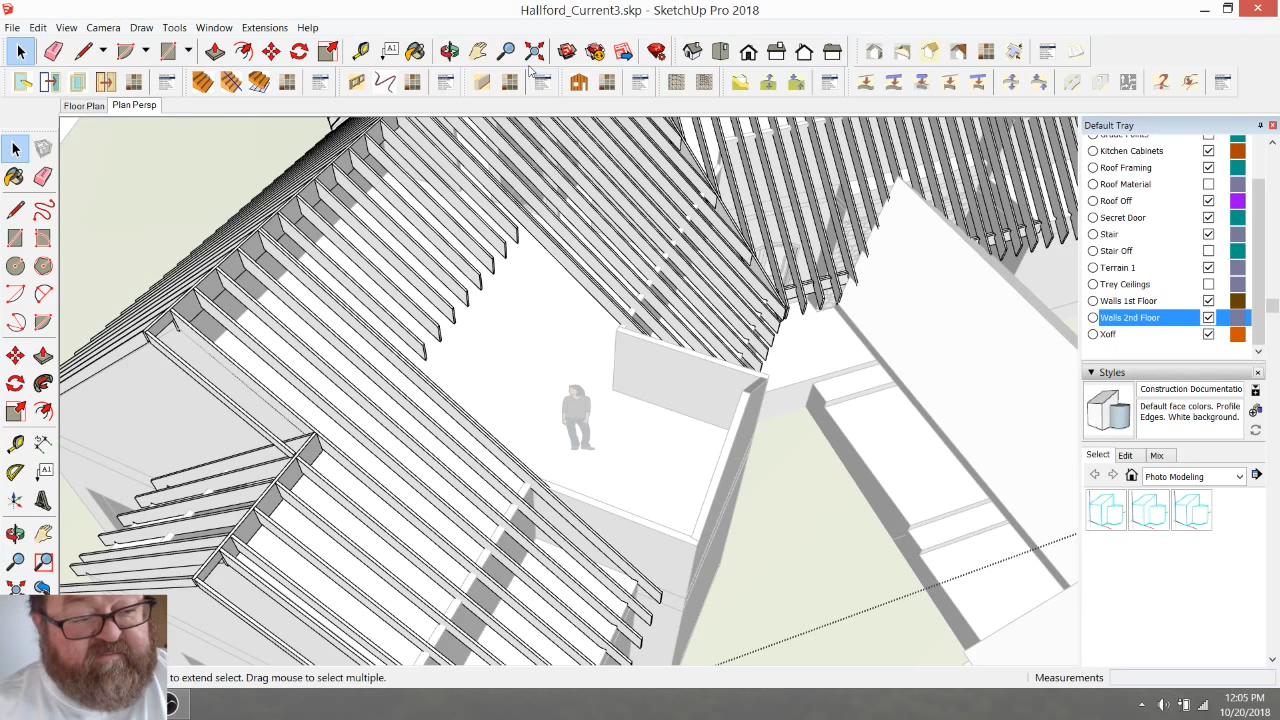 Hallford_Current3.skp - SketchUp Pro 2018
File Edit View Camera Draw Tools Window Extensions Help
Floor Plan
Plan Persp
Default Tray
Kitchen Cabinets
Roof Framing
Roof Material
Roof Off
Secret Door
Stair
Stair Off
Terrain 1
Trey Ceilings
Walls 1st Floor
Walls 2nd Floor
Xoff
Styles
Construction Documentatio
Default face colors. Profile
Edges. White background.
Select Edit Mix
Photo Modeling
to extend select. Drag mouse to select multiple.
Measurements
12:05 PM
10/20/2018